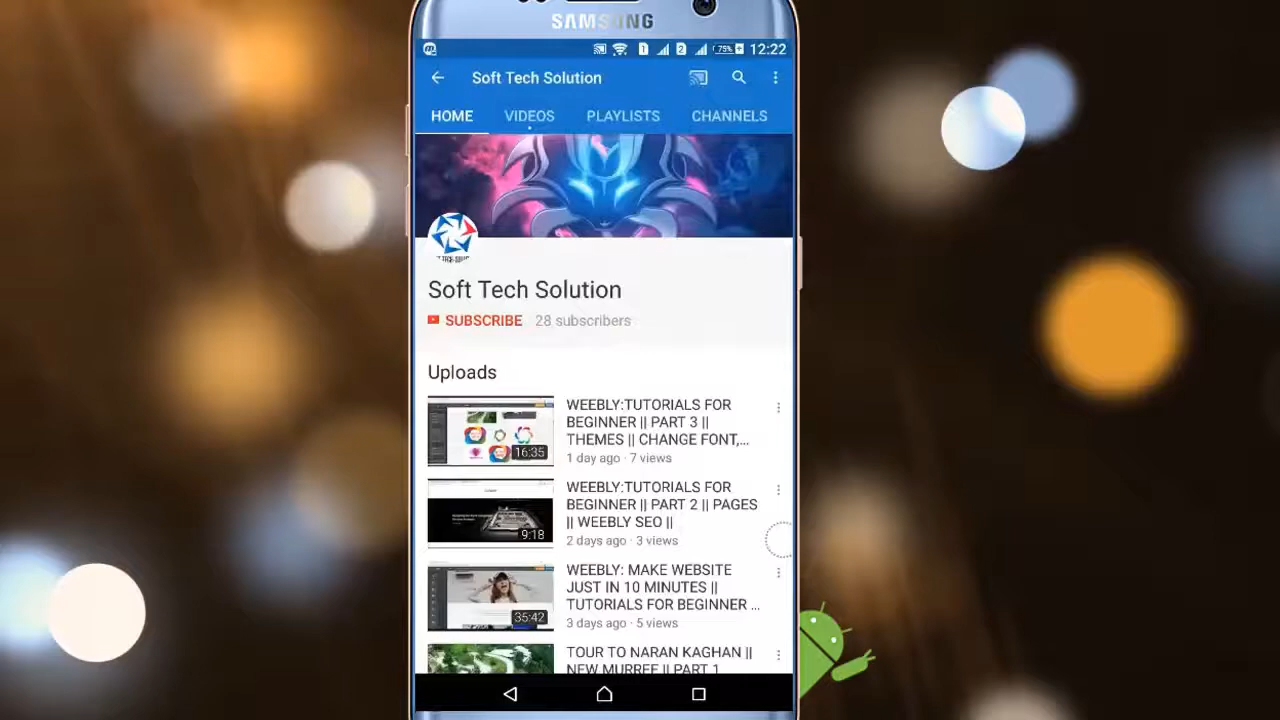 SAMSUNG
1 2 75% 12:22
Soft Tech Solution
HOME VIDEOS PLAYLISTS CHANNELS
Soft Tech Solution
SUBSCRIBE 28 subscribers
Uploads
WEEBLY:TUTORIALS FOR
BEGINNER || PART 3 ||
THEMES || CHANGE FONT,...
16:35
1 day ago · 7 views
WEEBLY:TUTORIALS FOR
BEGINNER || PART 2 || PAGES
|| WEEBLY SEO ||
9:18
2 days ago · 3 views
WEEBLY: MAKE WEBSITE
JUST IN 10 MINUTES ||
TUTORIALS FOR BEGINNER ...
35:42
3 days ago · 5 views
TOUR TO NARAN KAGHAN ||
NEW MURREE || PART 1